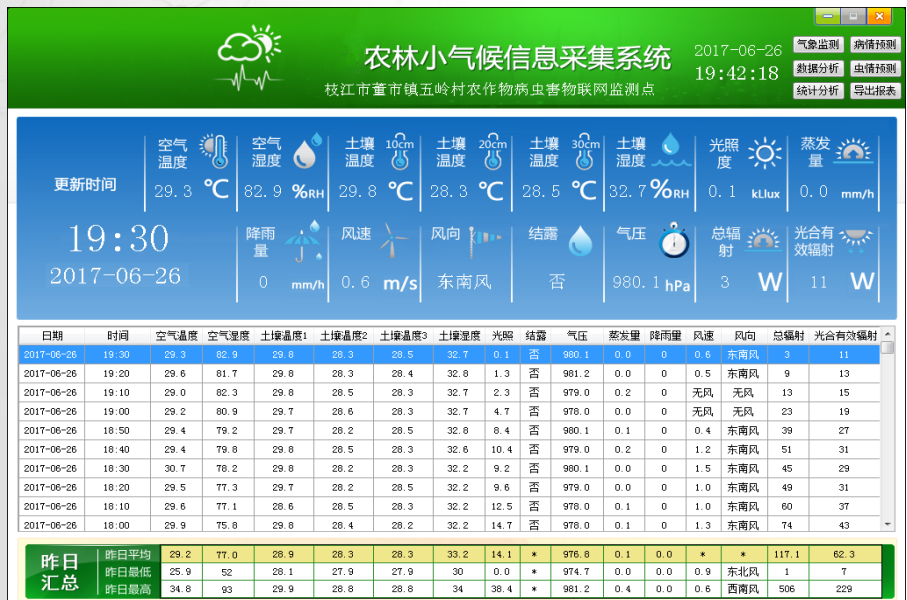 农林小气候信息采集系统
枝江市董市镇五岭村农作物病虫害物联网监测点
2017-06-26
19:42:18
气象监测 病情预测
数据分析 虫情预测
统计分析 导出报表
更新时间
19:30
2017-06-26
空气温度 29.3 ℃
空气湿度 82.9 %RH
土壤温度 10cm 29.8 ℃
土壤温度 20cm 28.3 ℃
土壤温度 30cm 28.5 ℃
土壤湿度 32.7 %RH
光照度 0.1 kLlux
蒸发量 0.0 mm/h
降雨量 0 mm/h
风速 0.6 m/s
风向 东南风
结露 否
气压 980.1 hPa
总辐射 3 W
光合有效辐射 11 W
日期 时间 空气温度 空气湿度 土壤温度1 土壤温度2 土壤温度3 土壤湿度 光照 结露 气压 蒸发量 降雨量 风速 风向 总辐射 光合有效辐射
2017-06-26 19:30 29.3 82.9 29.8 28.3 28.5 32.7 0.1 否 980.1 0.0 0 0.6 东南风 3 11
2017-06-26 19:20 29.6 81.7 29.8 28.3 28.4 32.8 1.3 否 981.2 0.0 0 0.5 东南风 9 13
2017-06-26 19:10 29.0 82.3 29.8 28.5 28.3 32.7 2.3 否 979.0 0.2 0 无风 无风 13 15
2017-06-26 19:00 29.2 80.9 29.7 28.6 28.3 32.7 4.7 否 978.0 0.0 0 无风 无风 23 19
2017-06-26 18:50 29.4 79.2 29.7 28.2 28.5 32.8 8.4 否 980.1 0.1 0 0.4 东南风 39 27
2017-06-26 18:40 29.4 79.8 29.8 28.5 28.3 32.6 10.4 否 979.0 0.2 0 1.2 东南风 51 31
2017-06-26 18:30 30.7 78.2 29.8 28.2 28.3 32.2 9.2 否 980.1 0.0 0 1.5 东南风 45 29
2017-06-26 18:20 29.5 77.3 29.7 28.2 28.5 32.2 9.6 否 979.0 0.0 0 1.0 东南风 49 31
2017-06-26 18:10 29.6 77.1 28.6 28.5 28.5 32.2 12.5 否 978.0 0.1 0 1.0 东南风 60 37
2017-06-26 18:00 29.9 75.8 29.8 28.4 28.2 32.2 14.7 否 978.0 0.1 0 1.3 东南风 74 43
昨日汇总
昨日平均 29.2 77.0 28.9 28.3 28.3 33.2 14.1 * 976.8 0.1 0.0 * * 117.1 62.3
昨日最低 25.9 52 28.1 27.9 27.9 30 0.0 * 974.7 0.0 0.0 0.9 东北风 1 7
昨日最高 34.8 93 29.9 28.8 28.8 34 38.4 * 981.2 0.4 0.0 0.6 西南风 506 229